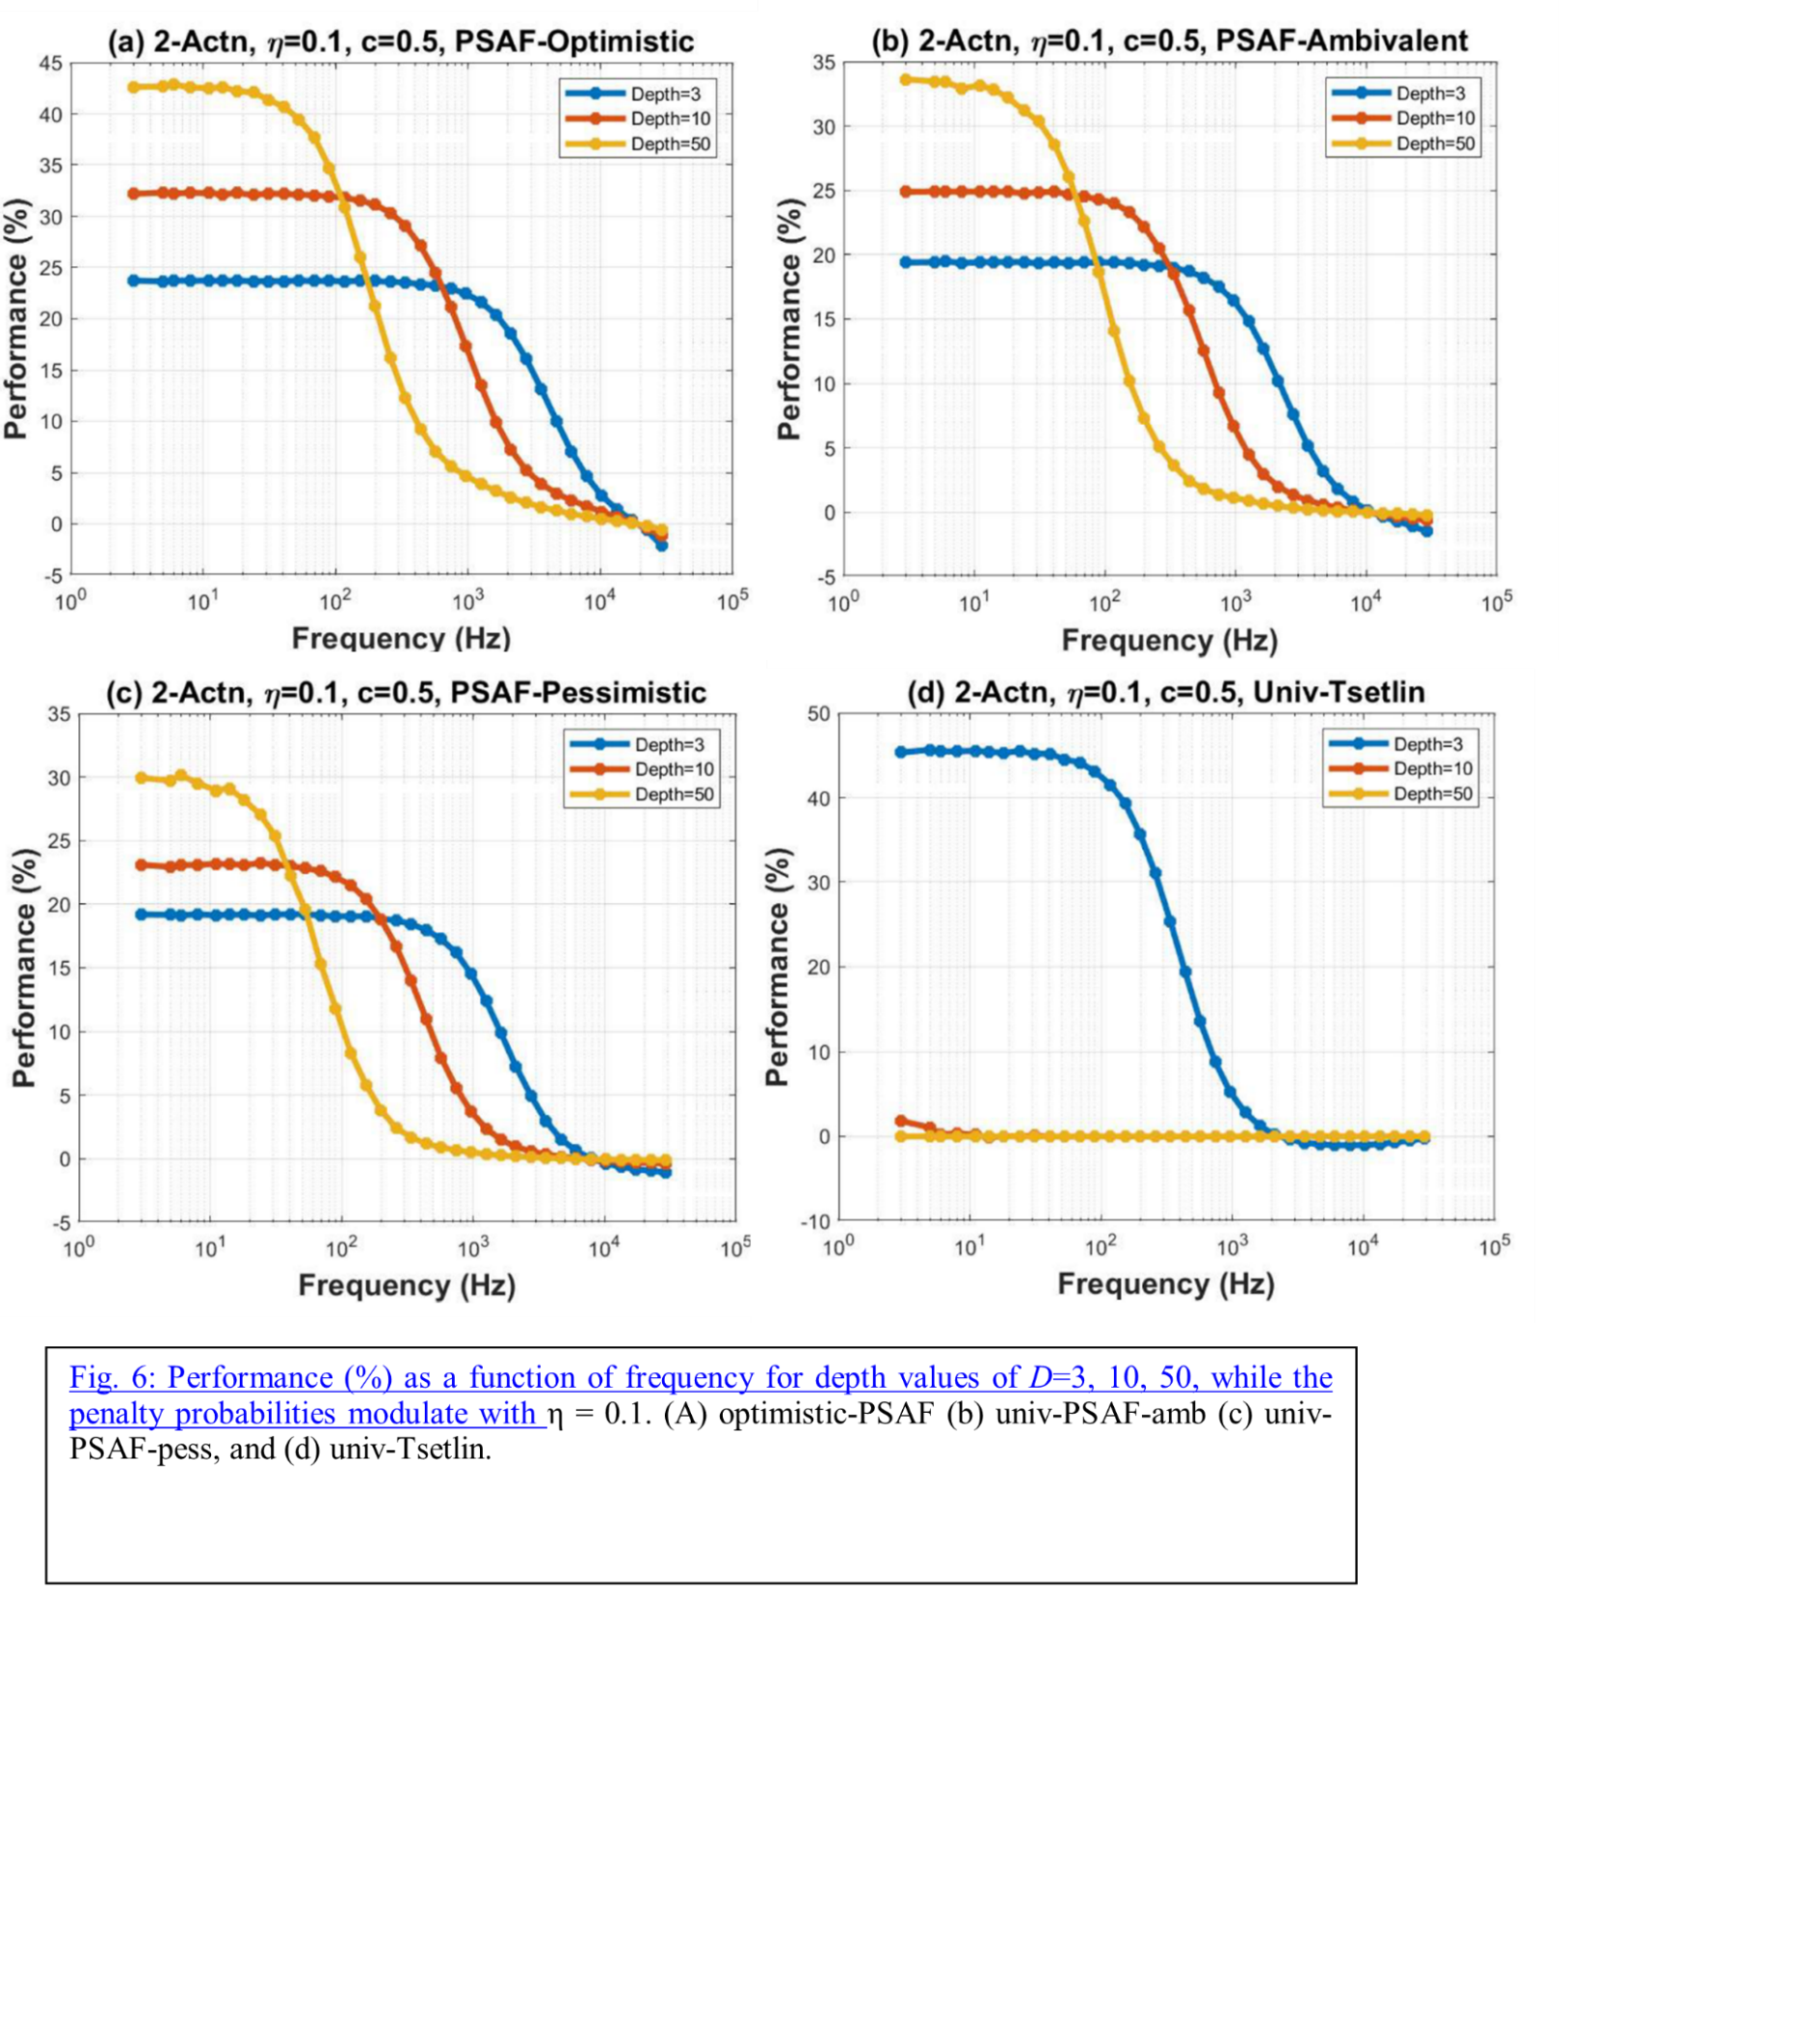 (a) 2-Actn, η=0.1, c=0.5, PSAF-Optimistic
Performance (%)
45
40
35
30
25
20
15
10
5
0
-5
Depth=3
Depth=10
Depth=50
10^0 10^1 10^2 10^3 10^4 10^5
Frequency (Hz)
(b) 2-Actn, η=0.1, c=0.5, PSAF-Ambivalent
Performance (%)
35
30
25
20
15
10
5
0
-5
Depth=3
Depth=10
Depth=50
10^0 10^1 10^2 10^3 10^4 10^5
Frequency (Hz)
(c) 2-Actn, η=0.1, c=0.5, PSAF-Pessimistic
Performance (%)
35
30
25
20
15
10
5
0
-5
Depth=3
Depth=10
Depth=50
10^0 10^1 10^2 10^3 10^4 10^5
Frequency (Hz)
(d) 2-Actn, η=0.1, c=0.5, Univ-Tsetlin
Performance (%)
50
40
30
20
10
0
-10
Depth=3
Depth=10
Depth=50
10^0 10^1 10^2 10^3 10^4 10^5
Frequency (Hz)
Fig. 6: Performance (%) as a function of frequency for depth values of D=3, 10, 50, while the
penalty probabilities modulate with η = 0.1. (A) optimistic-PSAF (b) univ-PSAF-amb (c) univ-
PSAF-pess, and (d) univ-Tsetlin.